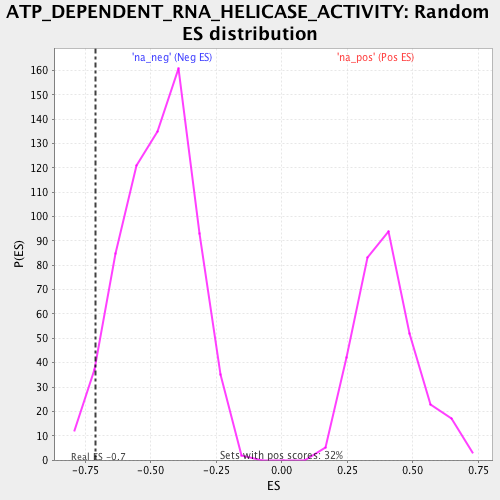 ATP_DEPENDENT_RNA_HELICASE_ACTIVITY: Random
ES distribution
'na_neg' (Neg ES) 'na_pos' (Pos ES)
160
150
140
130
120
110
100
90
80
70
60
50
40
30
20
10
0
P(ES)
Real ES -0.7 Sets with pos scores: 32%
-0.75 -0.50 -0.25 0.00 0.25 0.50 0.75
ES